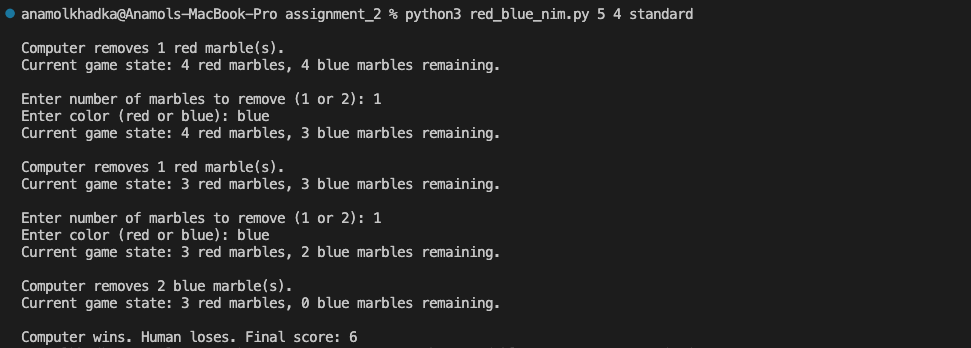 anamolkhadka@Anamols-MacBook-Pro assignment_2 % python3 red_blue_nim.py 5 4 standard
Computer removes 1 red marble(s).
Current game state: 4 red marbles, 4 blue marbles remaining.
Enter number of marbles to remove (1 or 2): 1
Enter color (red or blue): blue
Current game state: 4 red marbles, 3 blue marbles remaining.
Computer removes 1 red marble(s).
Current game state: 3 red marbles, 3 blue marbles remaining.
Enter number of marbles to remove (1 or 2): 1
Enter color (red or blue): blue
Current game state: 3 red marbles, 2 blue marbles remaining.
Computer removes 2 blue marble(s).
Current game state: 3 red marbles, 0 blue marbles remaining.
Computer wins. Human loses. Final score: 6